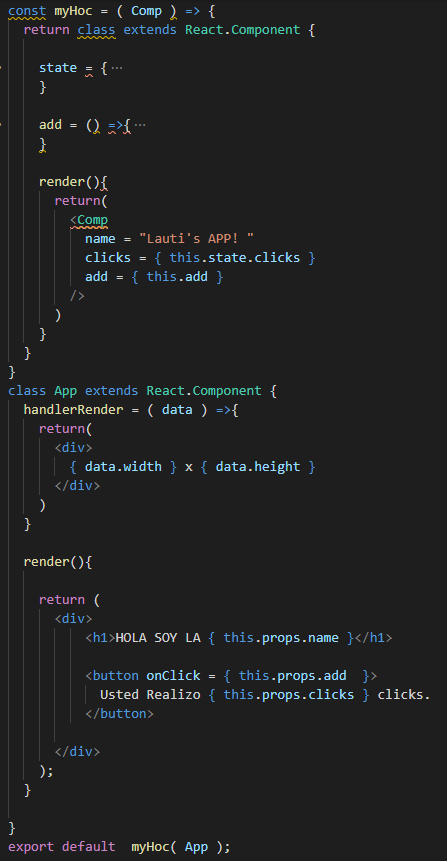 const myHoc = ( Comp ) => {
  return class extends React.Component {

    state = { ···
    }

    add = () =>{ ···
    }

    render(){
      return(
        <Comp
          name = "Lauti's APP! "
          clicks = { this.state.clicks }
          add = { this.add }
        />
      )
    }
  }
}
class App extends React.Component {
  handlerRender = ( data ) =>{
    return(
      <div>
        { data.width } x { data.height }
      </div>
    )
  }

  render(){

    return (
      <div>
          <h1>HOLA SOY LA { this.props.name }</h1>

          <button onClick = { this.props.add  }>
            Usted Realizo { this.props.clicks } clicks.
          </button>

      </div>
    );
  }

}
export default  myHoc( App );